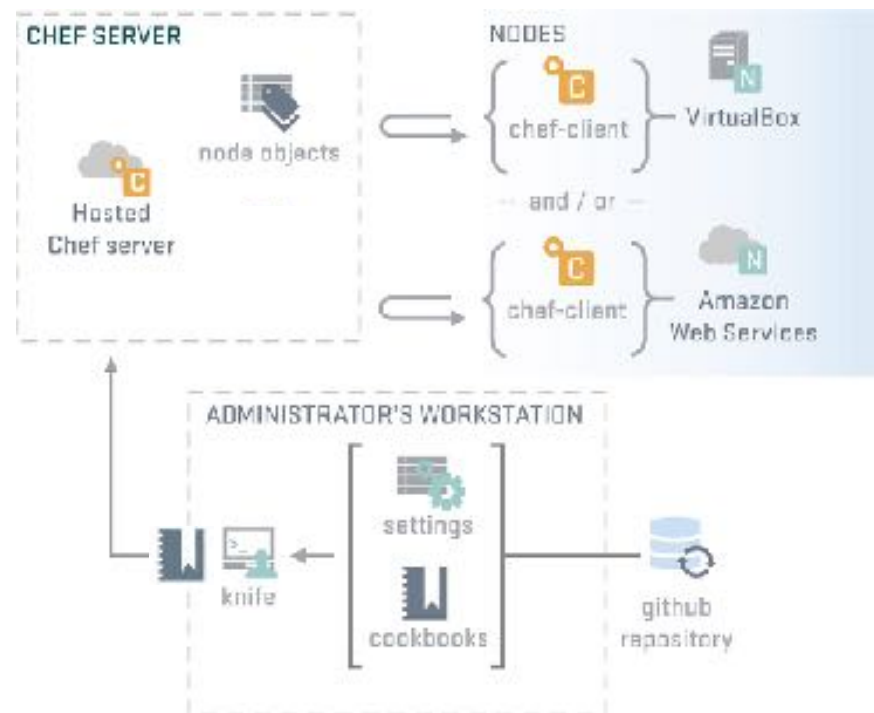 CHEF SERVER
node objects
Hosted
Chef server
NODES
C
chef-client
N
VirtualBox
and / or
C
chef-client
N
Amazon
Web Services
C
ADMINISTRATOR'S WORKSTATION
settings
>_
knife
cookbooks
github
repository